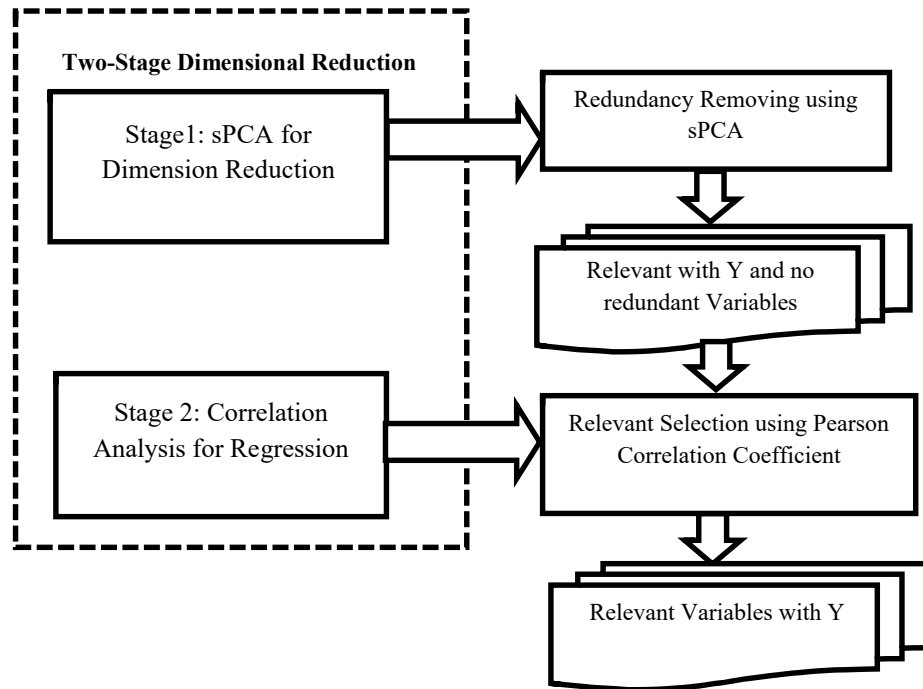 Two-Stage Dimensional Reduction
Stage1: sPCA for
Dimension Reduction
Redundancy Removing using
sPCA
Relevant with Y and no
redundant Variables
Stage 2: Correlation
Analysis for Regression
Relevant Selection using Pearson
Correlation Coefficient
Relevant Variables with Y